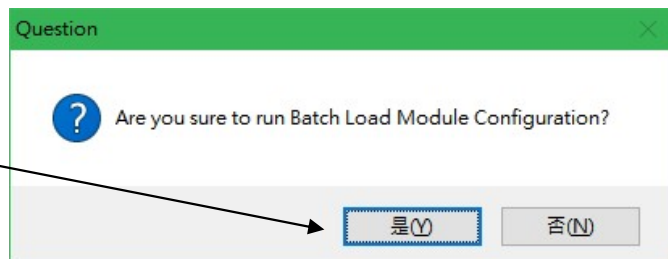 Question
Are you sure to run Batch Load Module Configuration?
是(Y)
否(N)